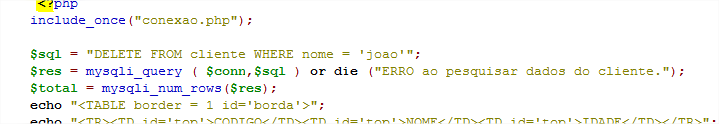 <?php
include_once("conexao.php");
$sql = "DELETE FROM cliente WHERE nome = 'joao'";
$res = mysqli_query ( $conn,$sql ) or die ("ERRO ao pesquisar dados do cliente.");
$total = mysqli_num_rows($res);
echo "<TABLE border = 1 id='borda'>";
echo "<TR><TD id='top'>CODIGO</TD><TD id='top'>NOME</TD><TD id='top'>IDADE</TD></TR>";